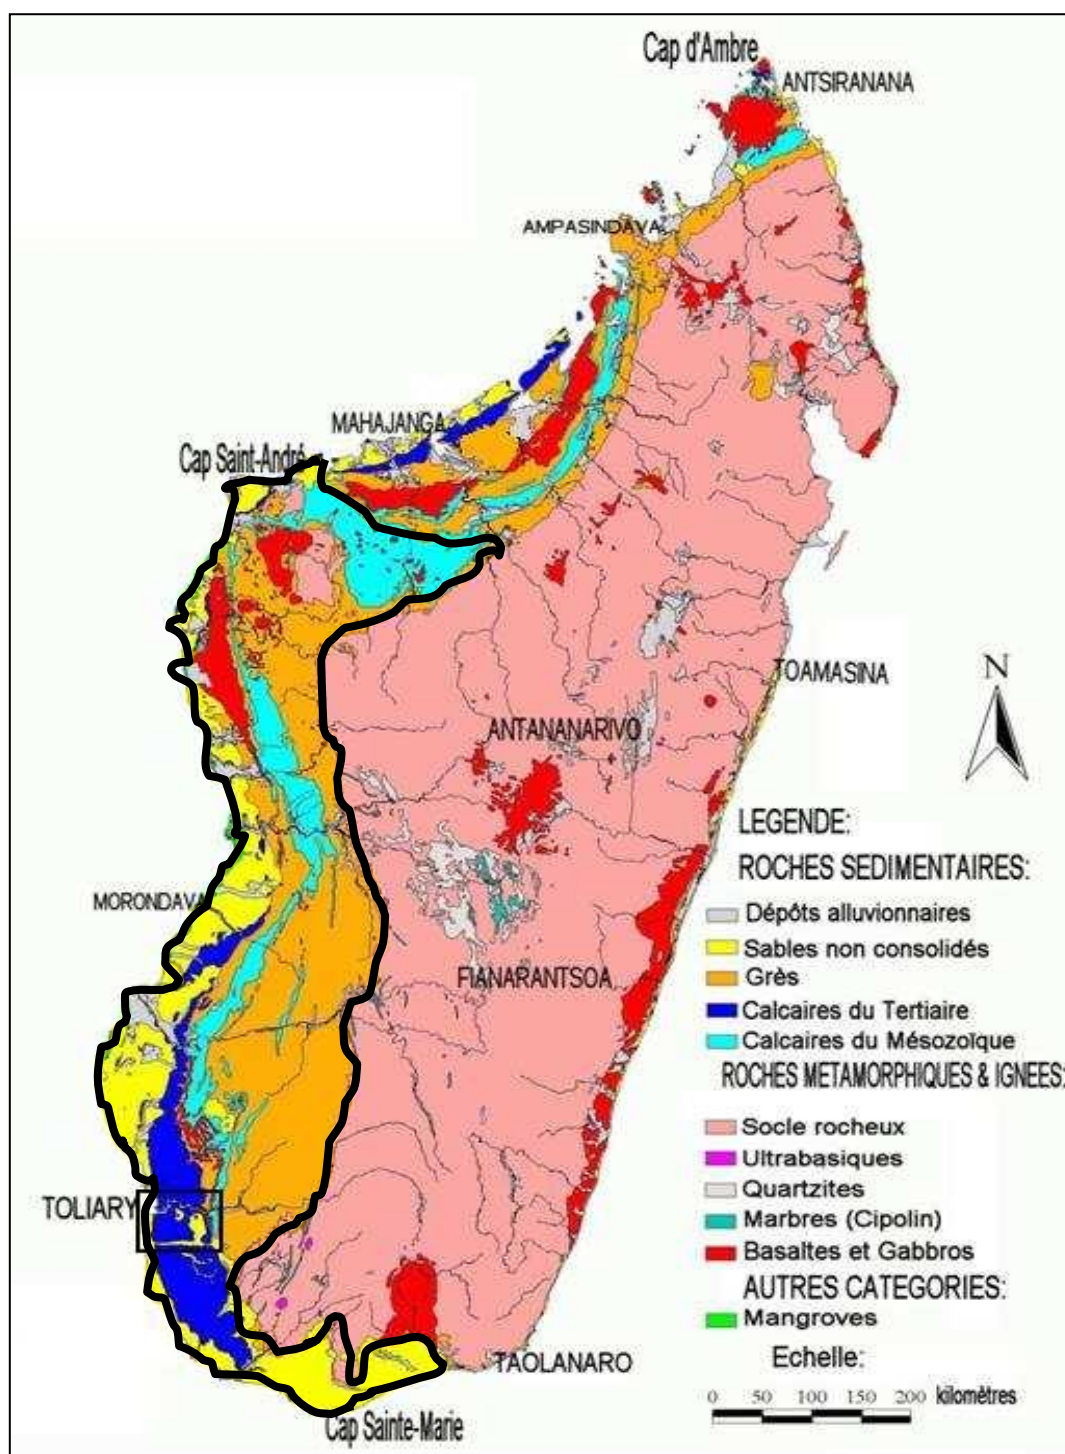 Cap d'Ambre
ANTSIRANANA
AMPASINDAVA
MAHAJANGA
Cap Saint-André
TOAMASINA
N
ANTANANARIVO
MORONDAVA
FIANARANTSOA
TOLIARY
TAOLANARO
Cap Sainte-Marie
LEGENDE:
ROCHES SEDIMENTAIRES:
Dépôts alluvionnaires
Sables non consolidés
Grès
Calcaires du Tertiaire
Calcaires du Mésozoïque
ROCHES METAMORPHIQUES & IGNEES:
Socle rocheux
Ultrabasiques
Quartzites
Marbres (Cipolin)
Basaltes et Gabbros
AUTRES CATEGORIES:
Mangroves
Echelle:
0 50 100 150 200 kilomètres